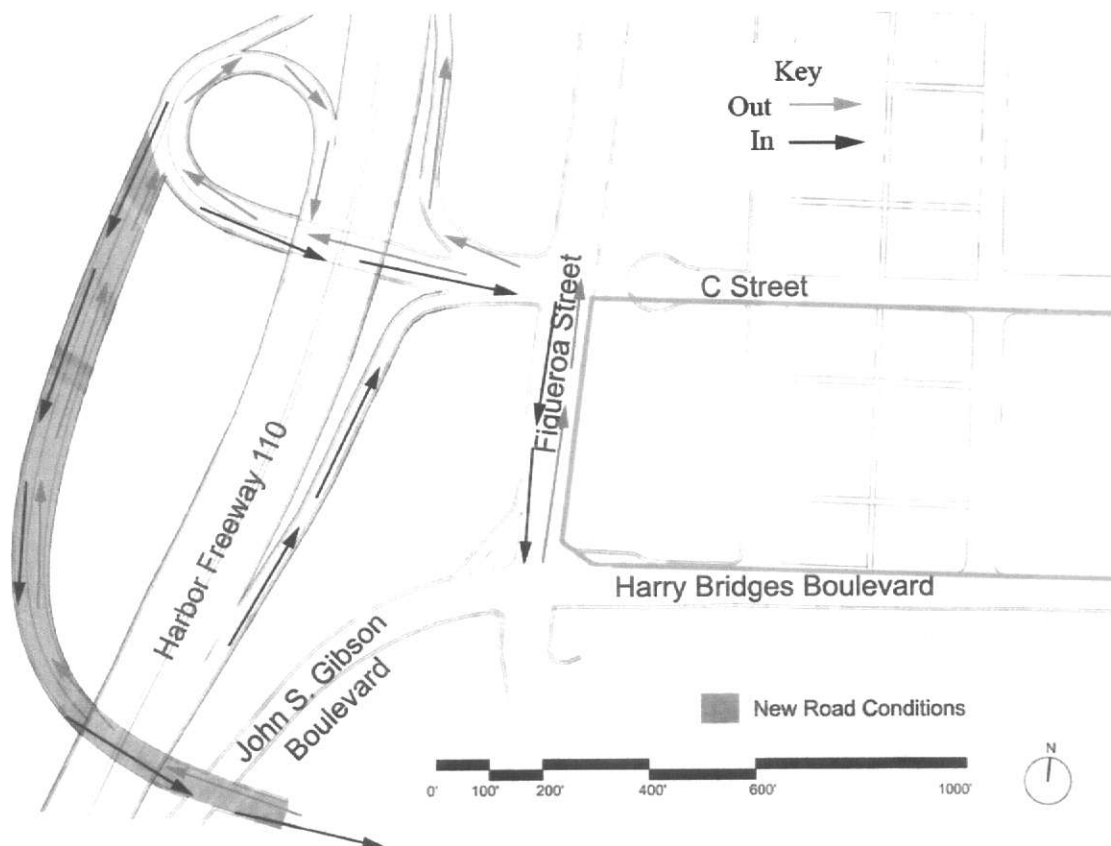 Key
Out
In
C Street
Figueroa Street
Harbor Freeway 110
Harry Bridges Boulevard
John S. Gibson
Boulevard
New Road Conditions
N
0' 100' 200' 400' 600' 1000'